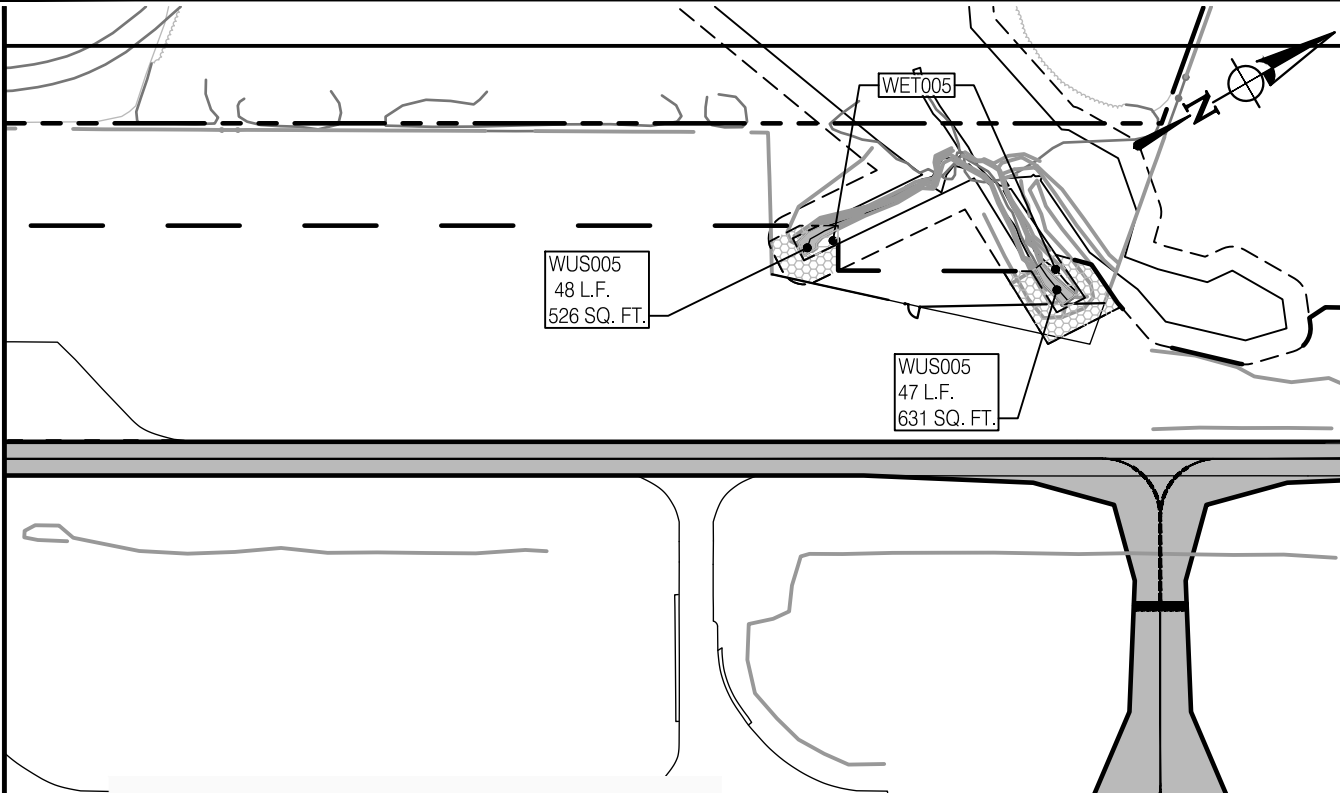 WET005
N
WUS005
48 L.F.
526 SQ. FT.
WUS005
47 L.F.
631 SQ. FT.